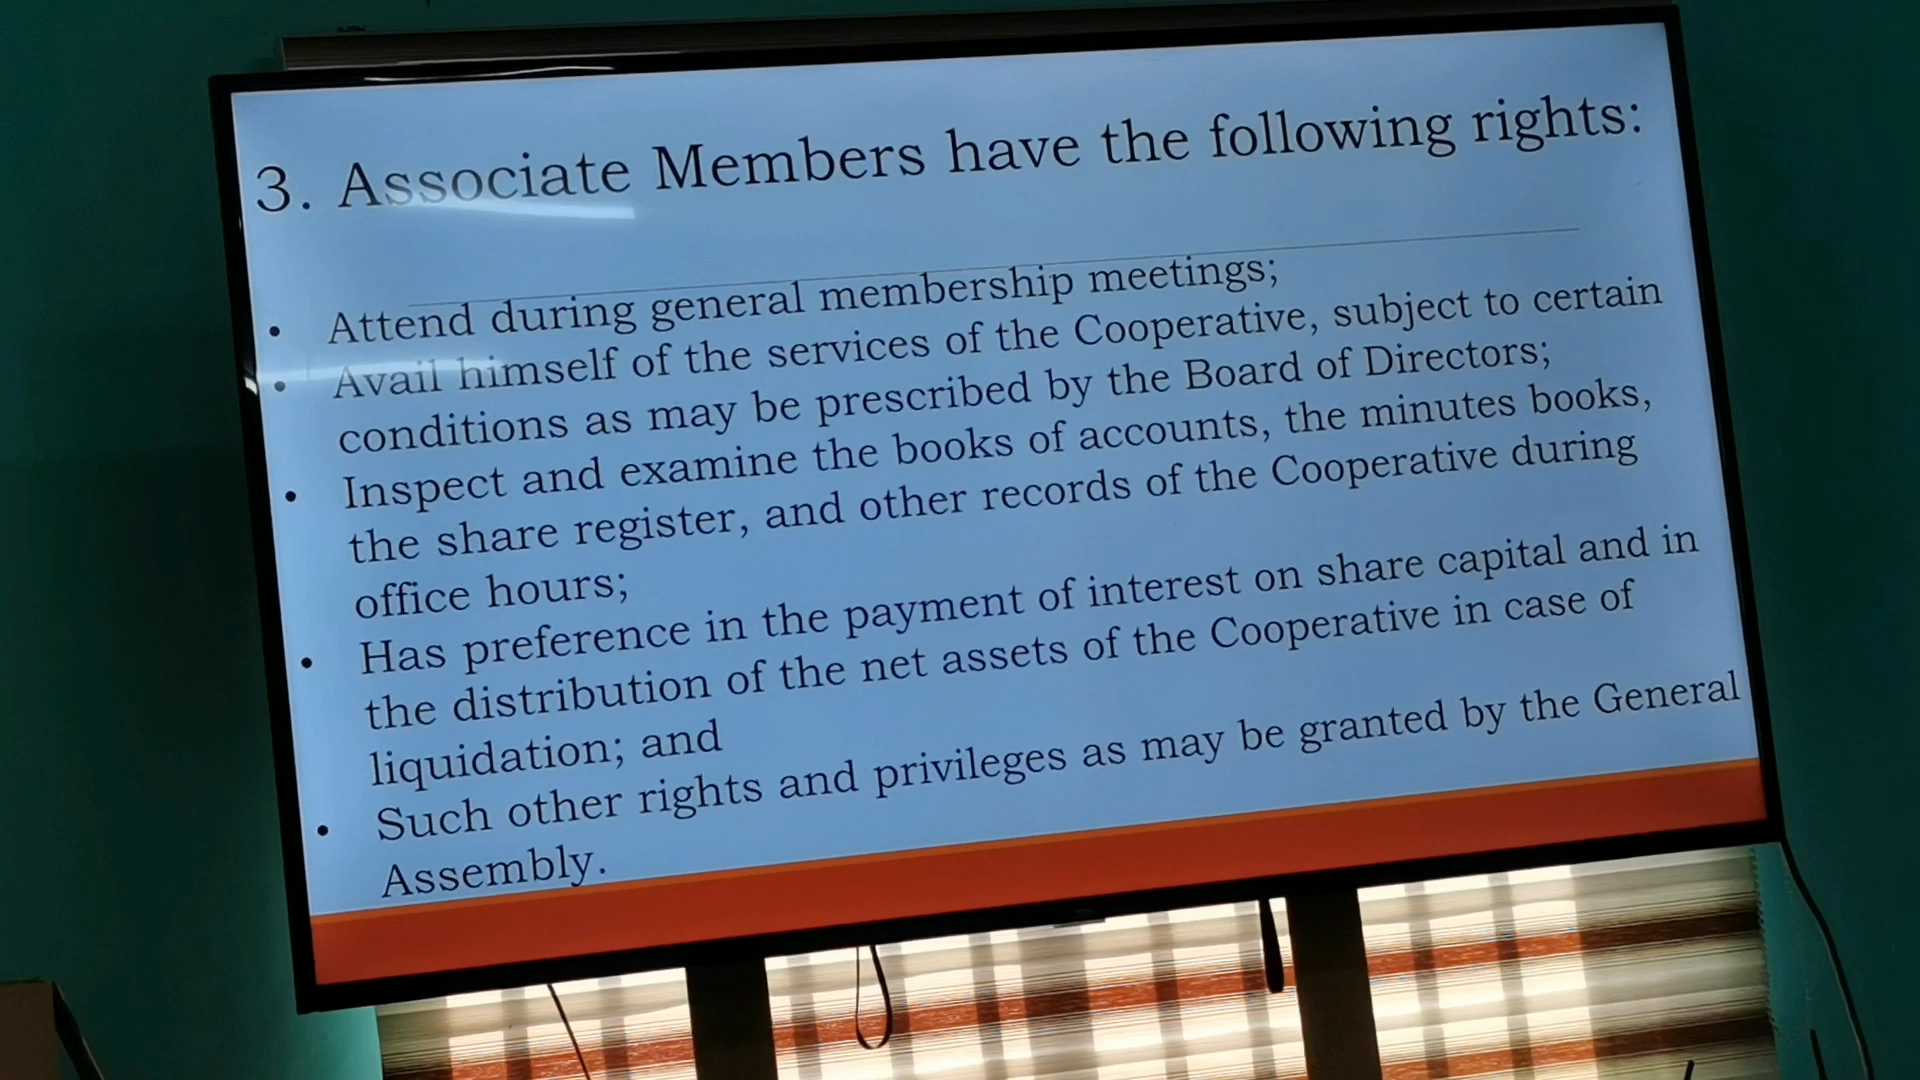 3. Associate Members have the following rights:
• Attend during general membership meetings;
• Avail himself of the services of the Cooperative, subject to certain
conditions as may be prescribed by the Board of Directors;
• Inspect and examine the books of accounts, the minutes books,
the share register, and other records of the Cooperative during
office hours;
• Has preference in the payment of interest on share capital and in
the distribution of the net assets of the Cooperative in case of
liquidation; and
• Such other rights and privileges as may be granted by the General
Assembly.